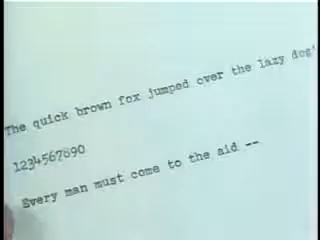 The quick brown fox jumped over the lazy dog'
1234567890
Every man must come to the aid --